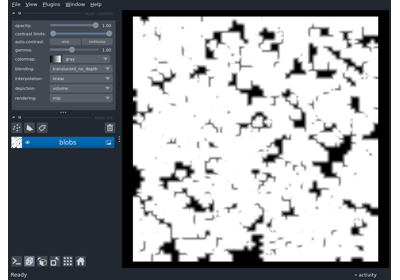 File View Plugins Window Help
opacity: 1.00
contrast limits:
auto-contrast: once continuous
gamma: 1.00
colormap: gray
blending: translucent_no_depth
interpolation: linear
depiction: volume
rendering: mip
blobs
Ready
activity